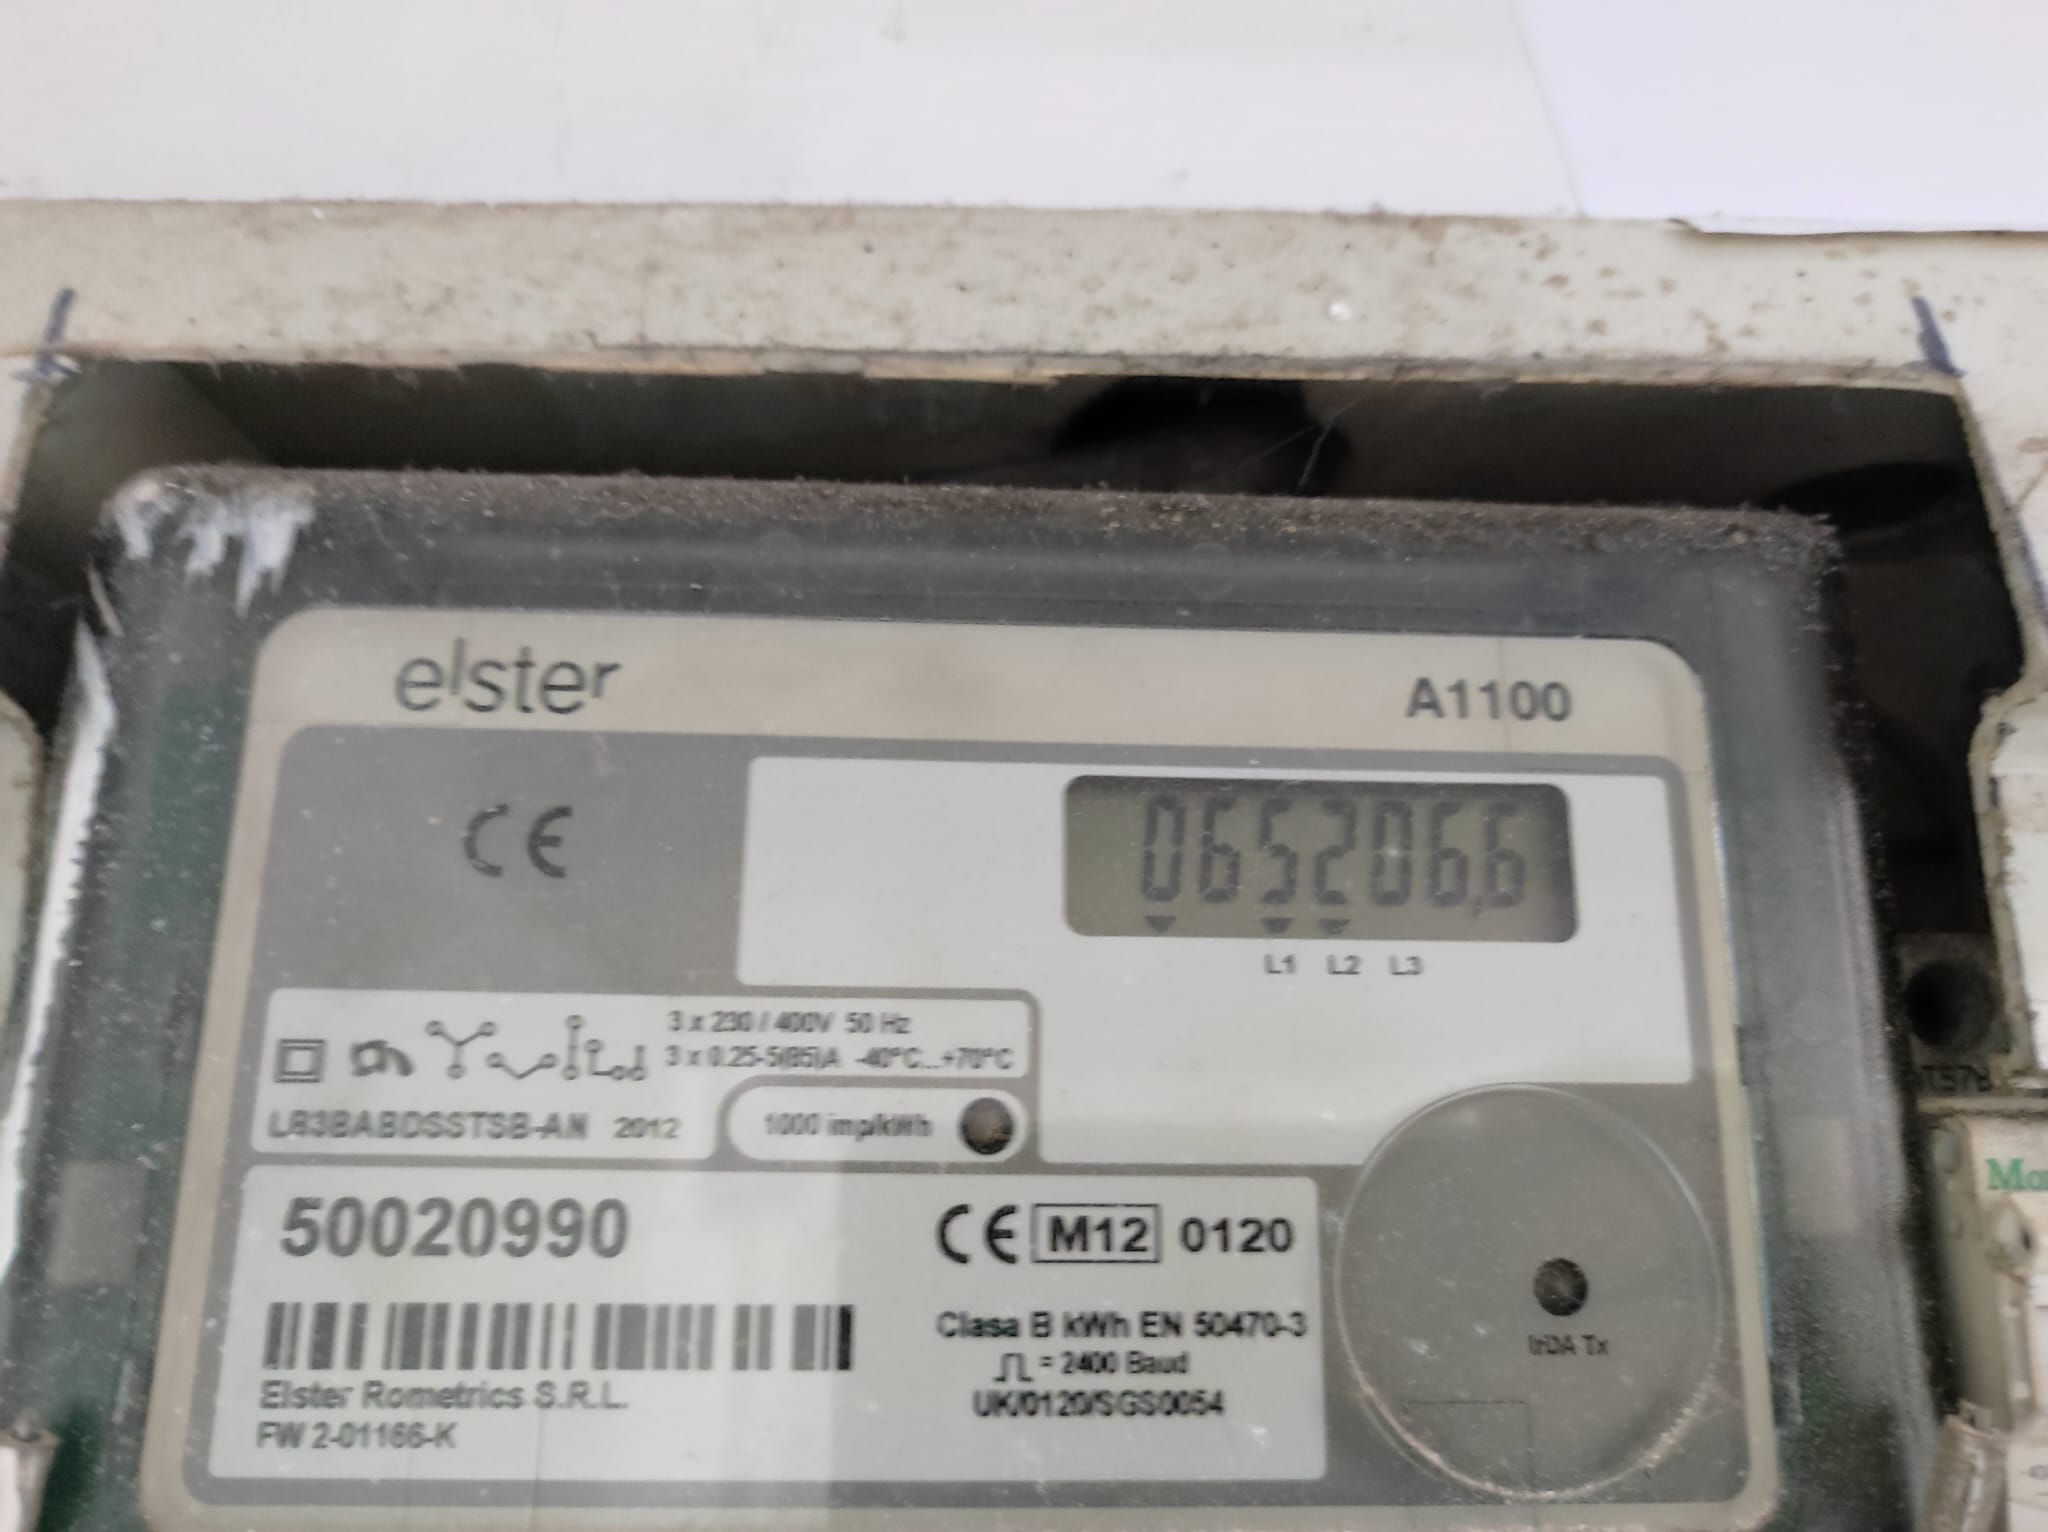 elster
A1100
CE
065206,6
L1 L2 L3
3 x 230 / 400V 50 Hz
3 x 0.25-5(85)A -40°C...+70°C
LB3BABDSSTSB-AN 2012
1000 imp/kWh
50020990
CE M12 0120
Clasa B kWh EN 50470-3
= 2400 Baud
UK/0120/SGS0054
Elster Rometrics S.R.L.
FW 2-01166-K
IrDA Tx